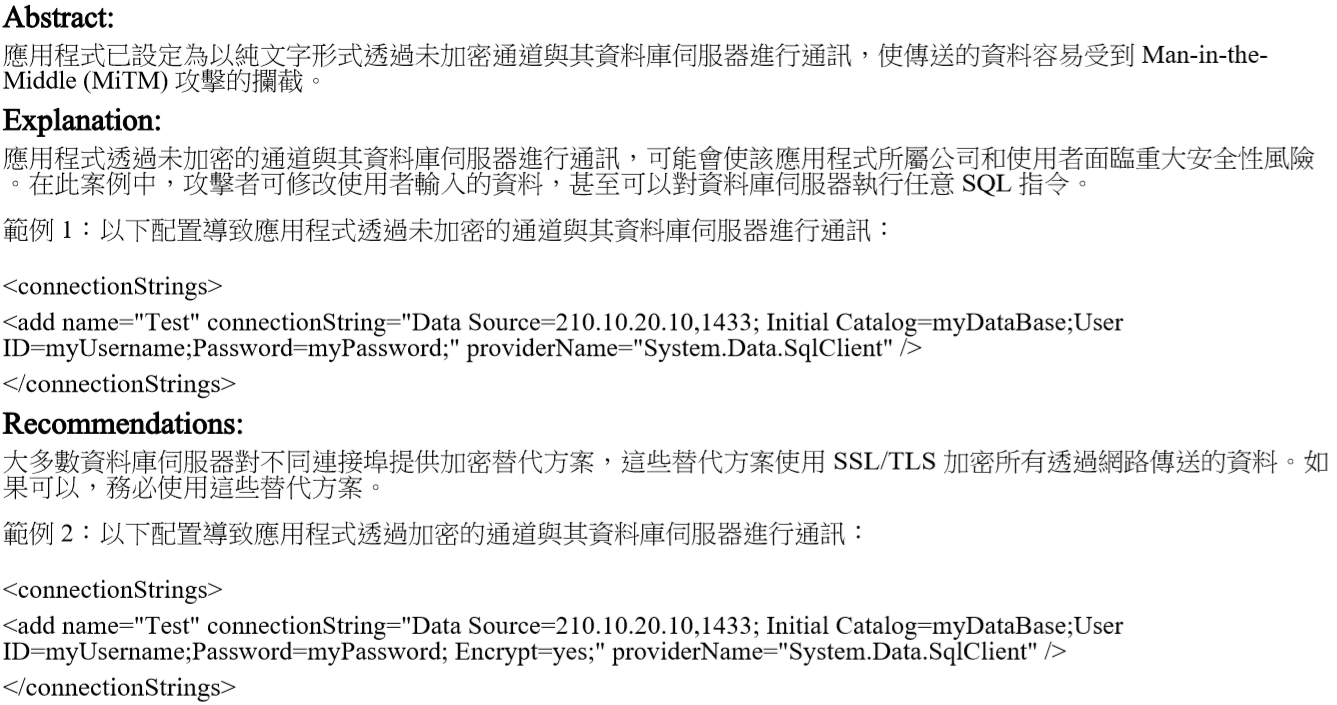 Abstract:
應用程式已設定為以純文字形式透過未加密通道與其資料庫伺服器進行通訊，使傳送的資料容易受到 Man-in-the-
Middle (MiTM) 攻擊的攔截。
Explanation:
應用程式透過未加密的通道與其資料庫伺服器進行通訊，可能會使該應用程式所屬公司和使用者面臨重大安全性風險
。在此案例中，攻擊者可修改使用者輸入的資料，甚至可以對資料庫伺服器執行任意 SQL 指令。
範例 1：以下配置導致應用程式透過未加密的通道與其資料庫伺服器進行通訊：
<connectionStrings>
<add name="Test" connectionString="Data Source=210.10.20.10,1433; Initial Catalog=myDataBase;User
ID=myUsername;Password=myPassword;" providerName="System.Data.SqlClient" />
</connectionStrings>
Recommendations:
大多數資料庫伺服器對不同連接埠提供加密替代方案，這些替代方案使用 SSL/TLS 加密所有透過網路傳送的資料。如
果可以，務必使用這些替代方案。
範例 2：以下配置導致應用程式透過加密的通道與其資料庫伺服器進行通訊：
<connectionStrings>
<add name="Test" connectionString="Data Source=210.10.20.10,1433; Initial Catalog=myDataBase;User
ID=myUsername;Password=myPassword; Encrypt=yes;" providerName="System.Data.SqlClient" />
</connectionStrings>